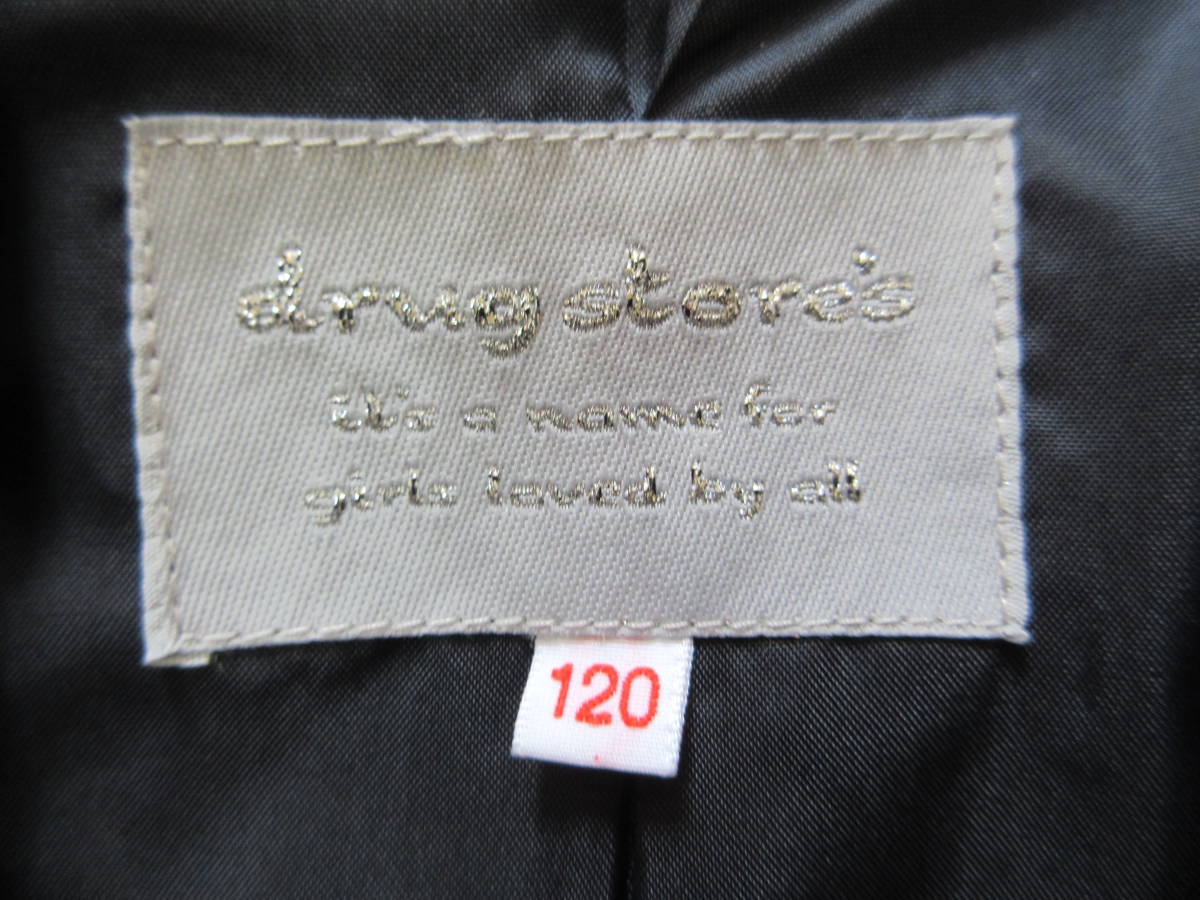 drug store's
it's a name for
girls loved by all
120